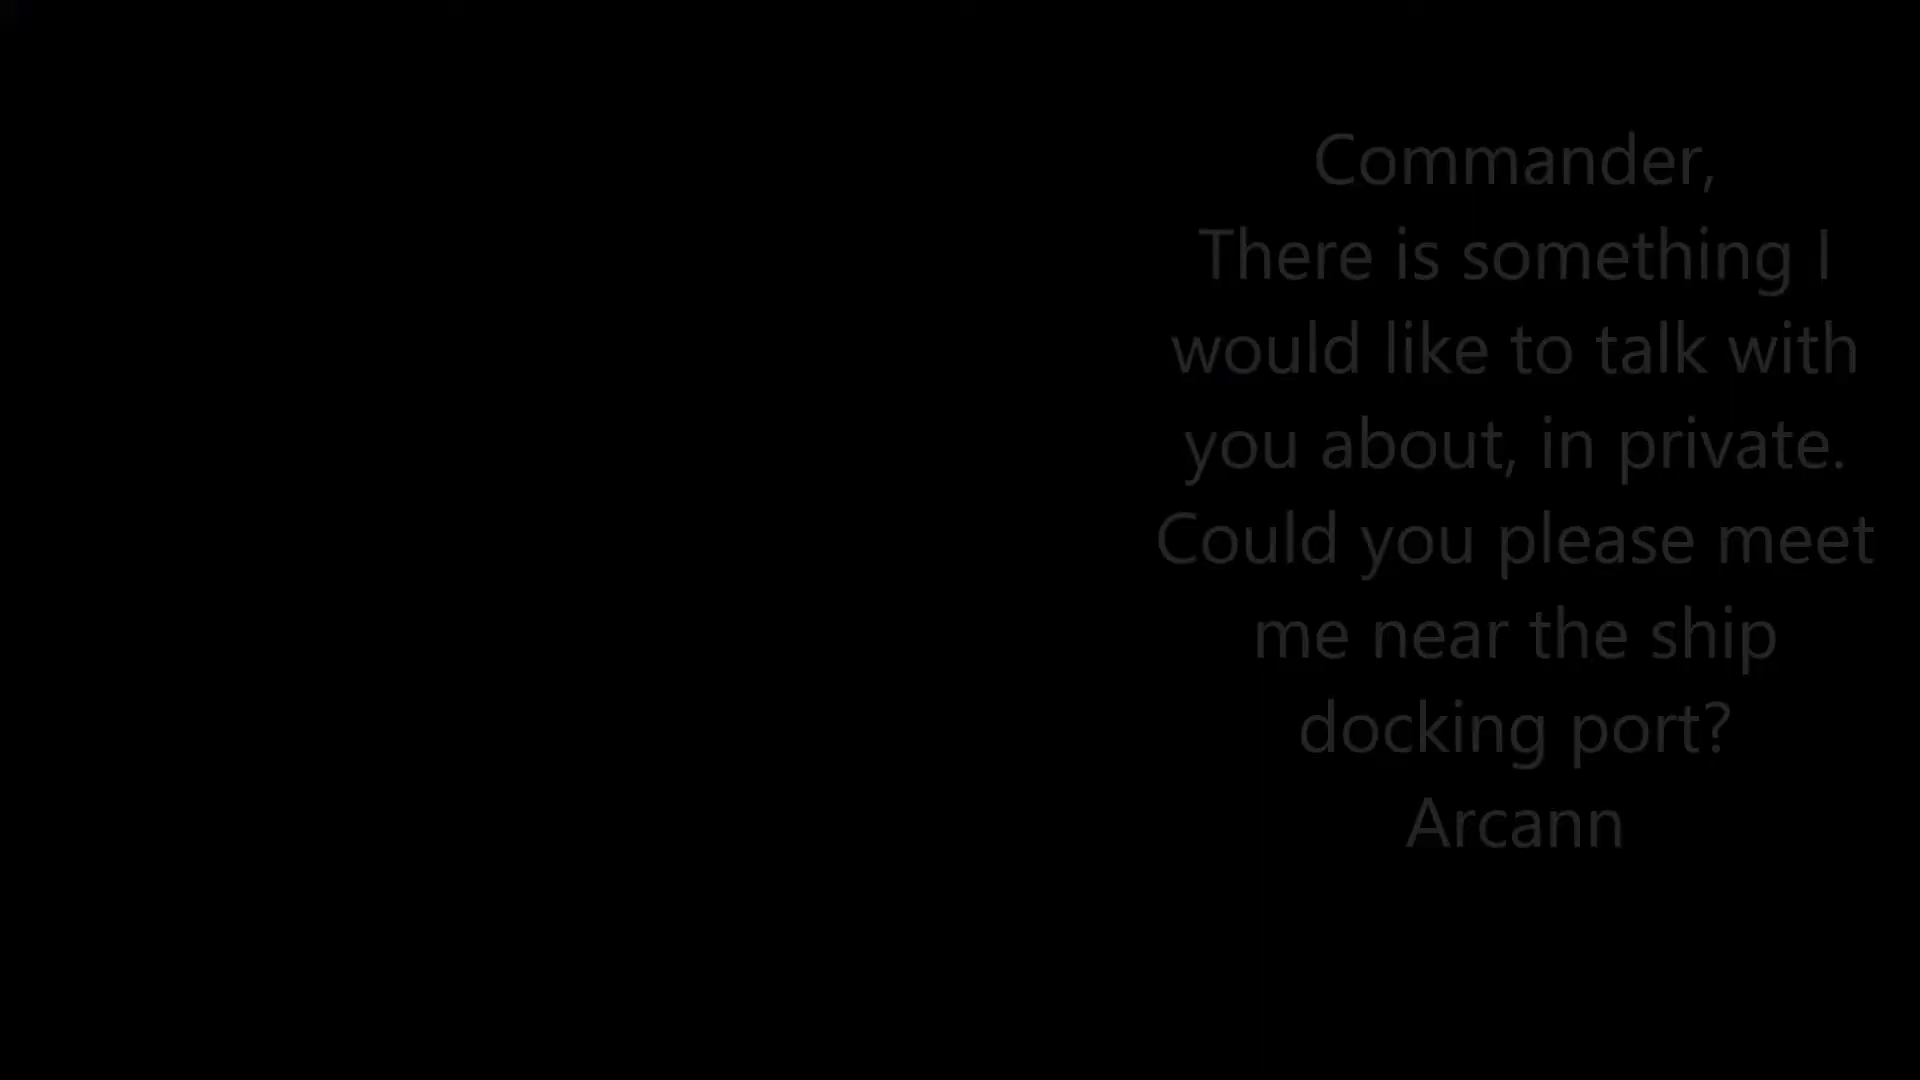 Commander,
There is something I
would like to talk with
you about, in private.
Could you please meet
me near the ship
docking port?
Arcann